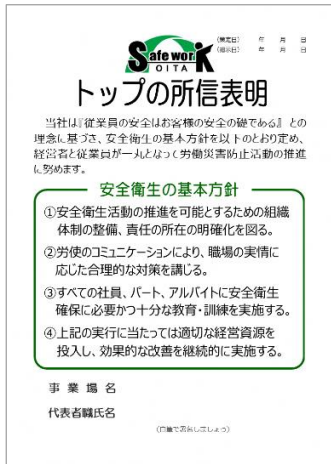 (策定日) 年 月 日
(掲示日) 年 月 日
Safe work
OITA
トップの所信表明
当社は『従業員の安全はお客様の安全の礎である』との
理念に基づき、安全衛生の基本方針を以下のとおり定め、
経営者と従業員が一丸となって労働災害防止活動の推進
に努めます。
安全衛生の基本方針
①安全衛生活動の推進を可能とするための組織
体制の整備、責任の所在の明確化を図る。
②労使のコミュニケーションにより、職場の実情に
応じた合理的な対策を講じる。
③すべての社員、パート、アルバイトに安全衛生
確保に必要かつ十分な教育・訓練を実施する。
④上記の実行に当たっては適切な経営資源を
投入し、効果的な改善を継続的に実施する。
事業場名
代表者職氏名
(自筆で署名しましょう)